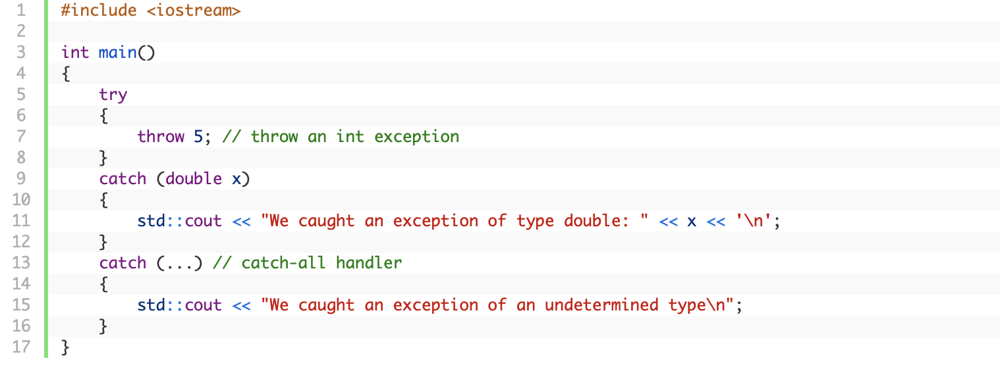 1 #include <iostream>
2
3 int main()
4 {
5     try
6     {
7         throw 5; // throw an int exception
8     }
9     catch (double x)
10     {
11         std::cout << "We caught an exception of type double: " << x << '\n';
12     }
13     catch (...) // catch-all handler
14     {
15         std::cout << "We caught an exception of an undetermined type\n";
16     }
17 }